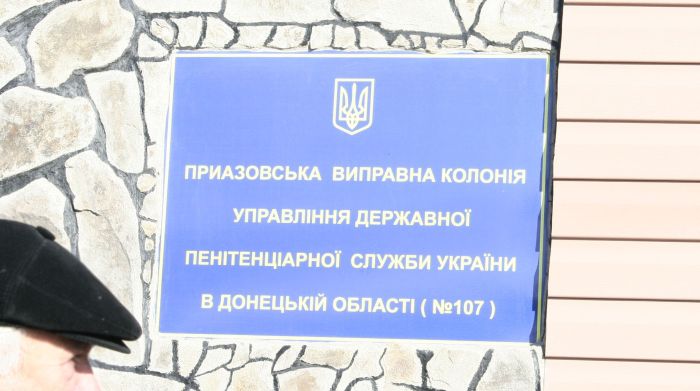 ПРИАЗОВСЬКА ВИПРАВНА КОЛОНІЯ
УПРАВЛІННЯ ДЕРЖАВНОЇ
ПЕНІТЕНЦІАРНОЇ СЛУЖБИ УКРАЇНИ
В ДОНЕЦЬКІЙ ОБЛАСТІ ( №107 )